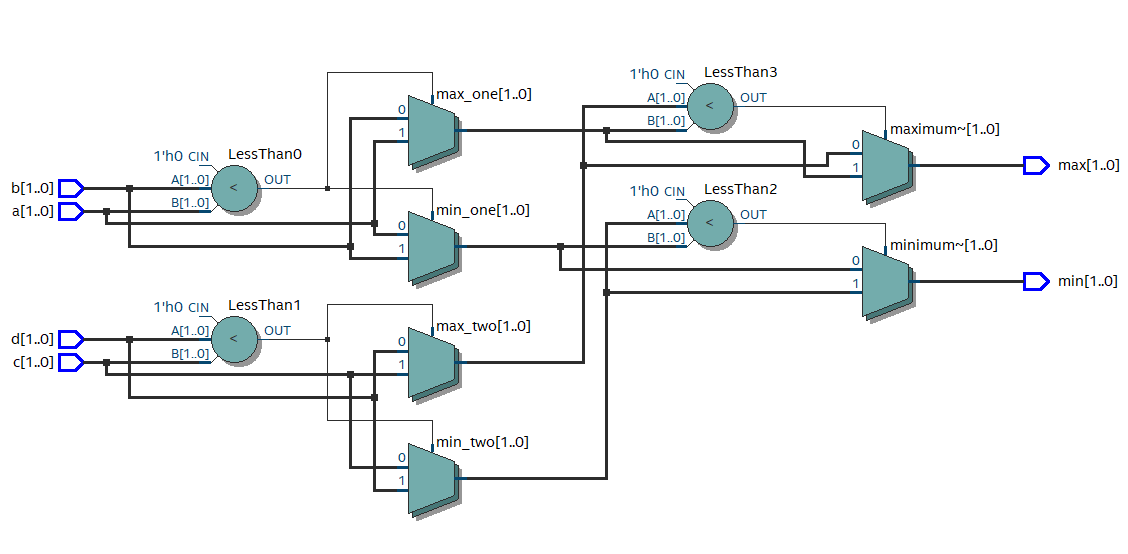 1'h0 CIN LessThan3
A[1..0] < OUT
B[1..0]
max_one[1..0]
0
1
maximum~[1..0]
0
1
max[1..0]
1'h0 CIN LessThan0
b[1..0] A[1..0] < OUT
a[1..0] B[1..0]
1'h0 CIN LessThan2
A[1..0] < OUT
B[1..0]
min_one[1..0]
0
1
minimum~[1..0]
0
1
min[1..0]
1'h0 CIN LessThan1
d[1..0] A[1..0] < OUT
c[1..0] B[1..0]
max_two[1..0]
0
1
min_two[1..0]
0
1